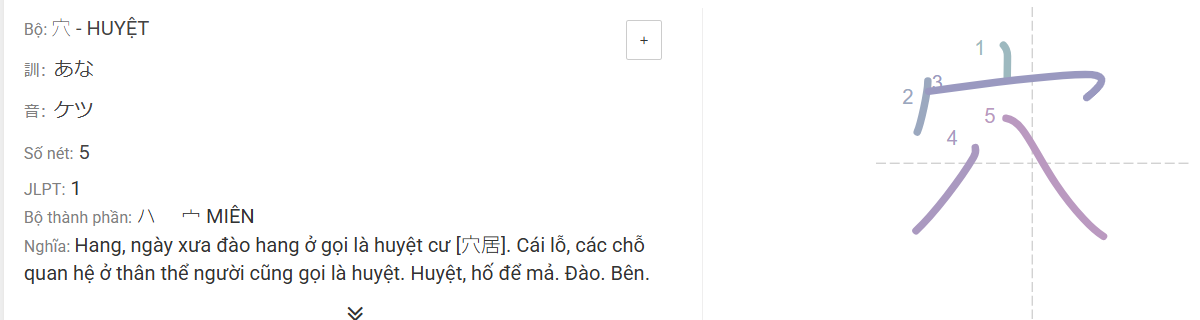 Bộ: 穴 - HUYỆT
+
訓: あな
音: ケツ
Số nét: 5
JLPT: 1
Bộ thành phần: ハ 宀 MIÊN
Nghĩa: Hang, ngày xưa đào hang ở gọi là huyệt cư [穴居]. Cái lỗ, các chỗ
quan hệ ở thân thể người cũng gọi là huyệt. Huyệt, hố để mả. Đào. Bên.
1
2 3
4 5
穴